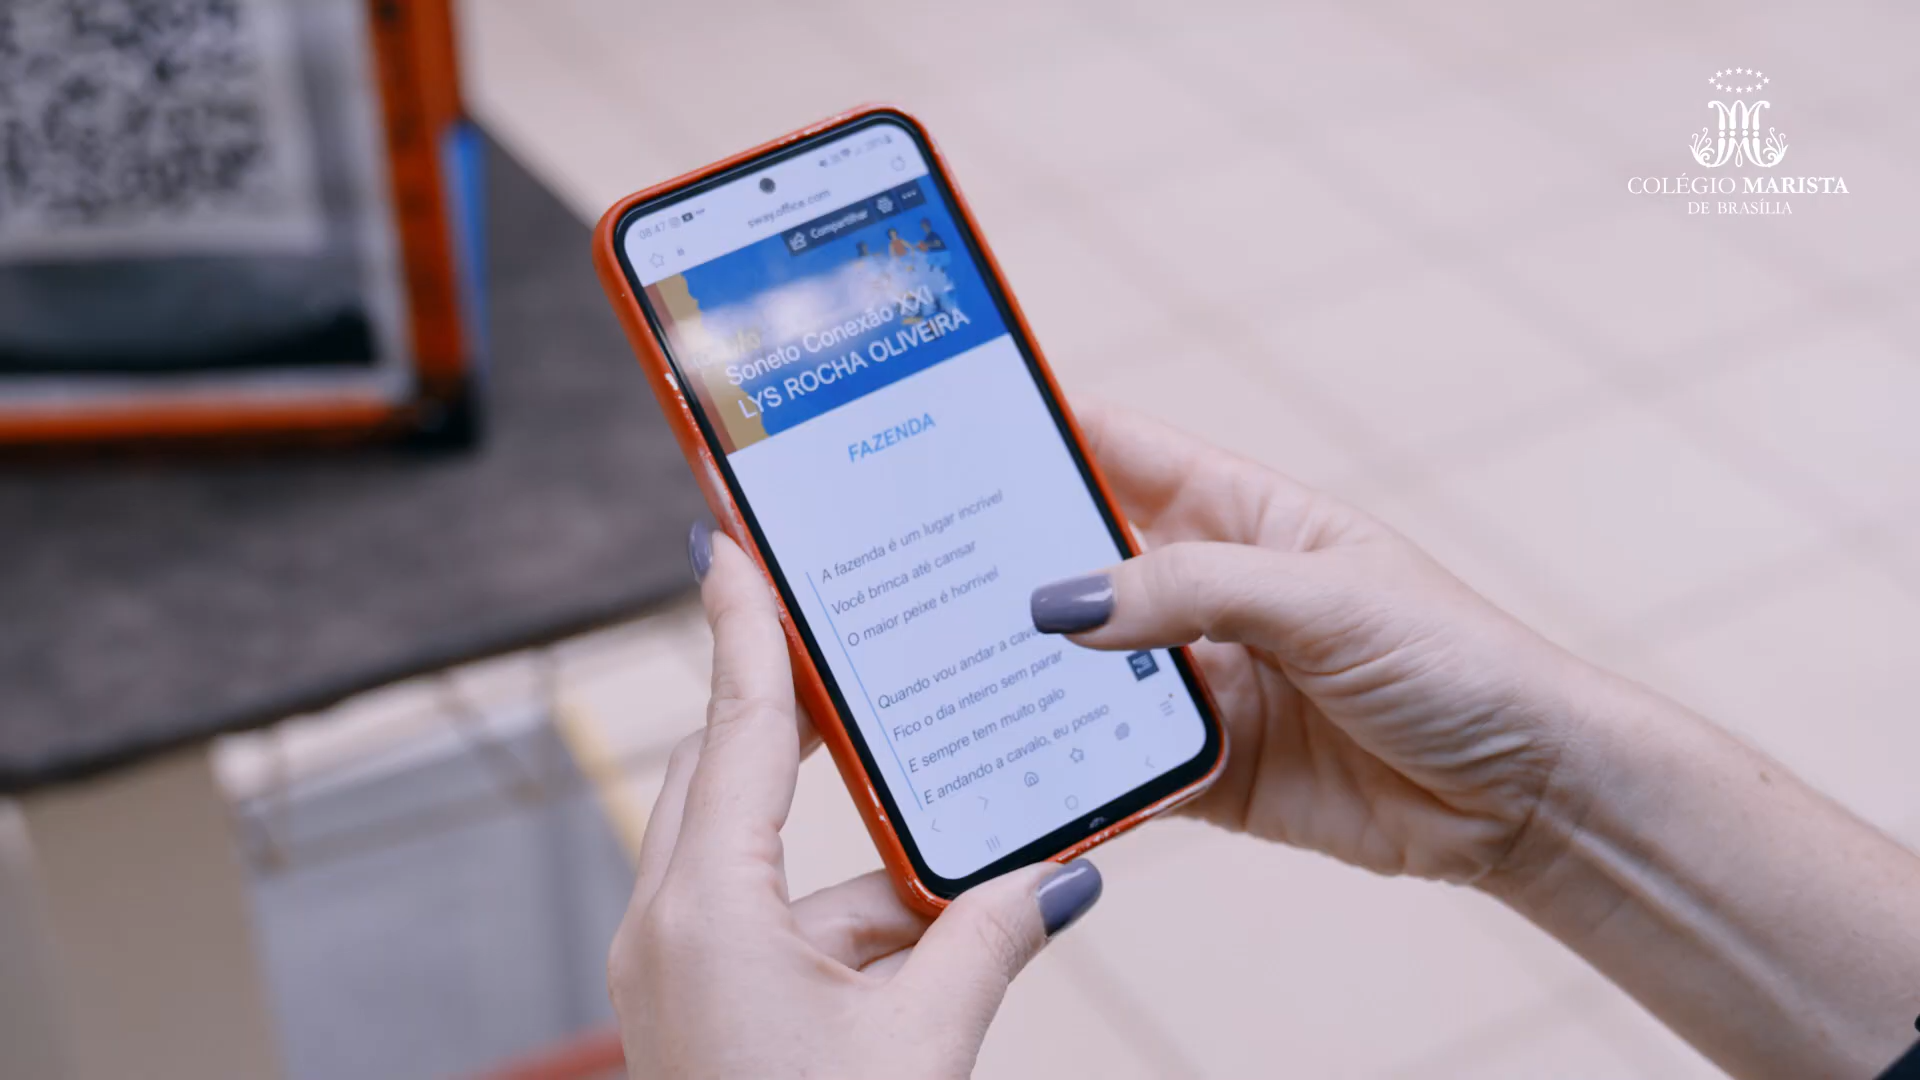 COLÉGIO MARISTA
DE BRASÍLIA
08:47
sway.office.com
Compartilhar
Soneto Conexão XXI -
LYS ROCHA OLIVEIRA
FAZENDA
A fazenda é um lugar incrível
Você brinca até cansar
O maior peixe é horrível
Quando vou andar a
Fico o dia inteiro sem parar
E sempre tem muito galo
E andando a cavalo, eu posso